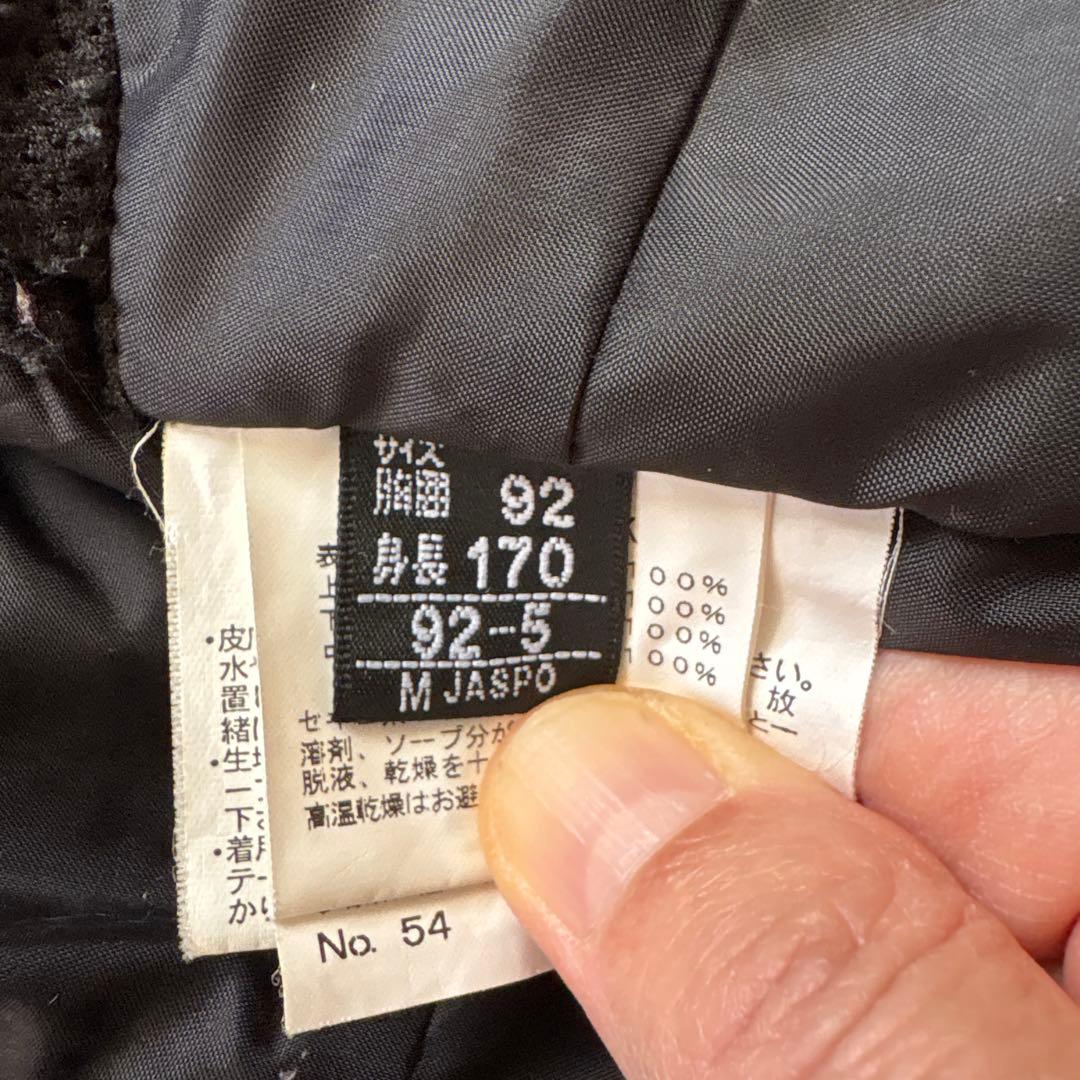 サイズ
胸囲 92
身長 170
92-5
M JASPO
00%
00%
00%
00%
溶剤、ソープ分が
脱液、乾燥を十
高温乾燥はお避
No. 54
・皮
水
置
緒
・生
一
下
・着
テ
か
さい。
放
と一